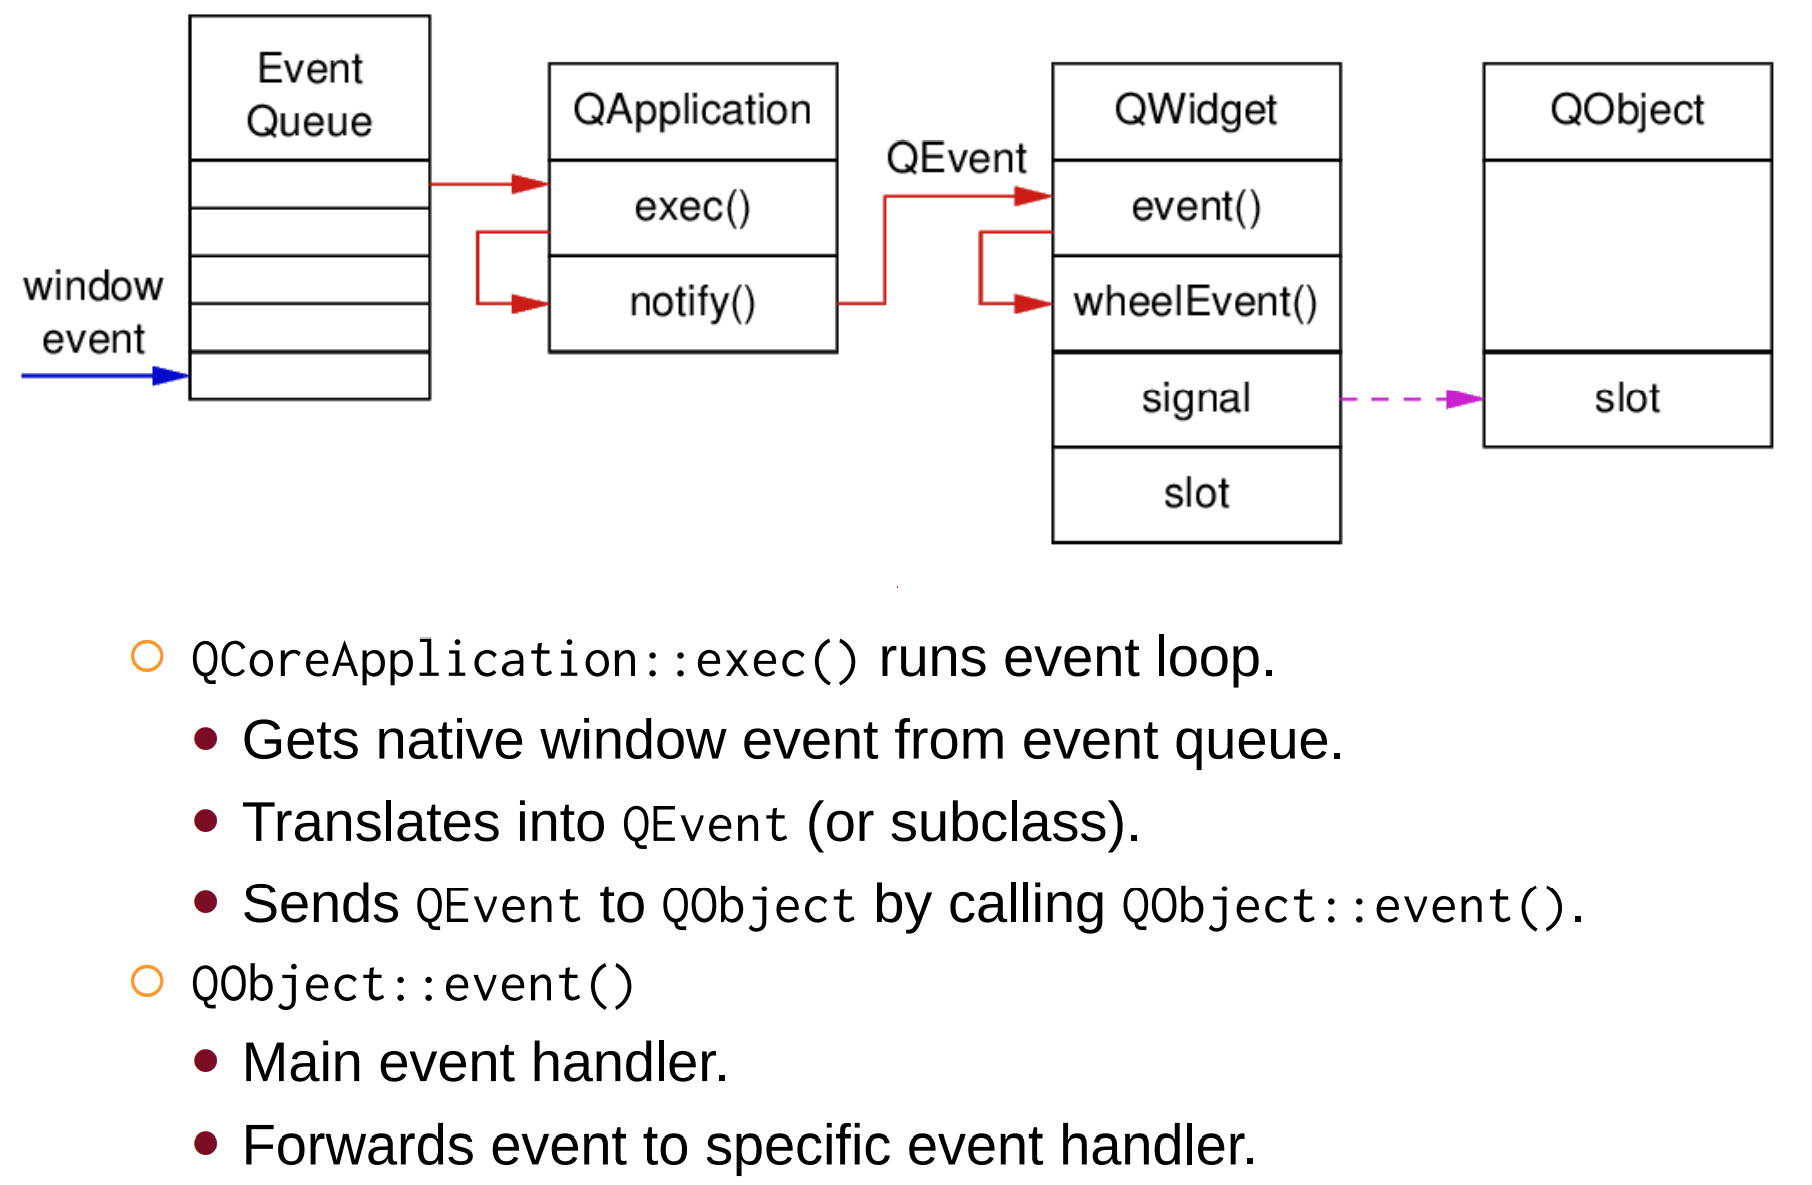 Event
Queue
QApplication
exec()
notify()
QEvent
QWidget
event()
wheelEvent()
signal
slot
QObject
slot
window
event
QCoreApplication::exec() runs event loop.
Gets native window event from event queue.
Translates into QEvent (or subclass).
Sends QEvent to QObject by calling QObject::event().
QObject::event()
Main event handler.
Forwards event to specific event handler.